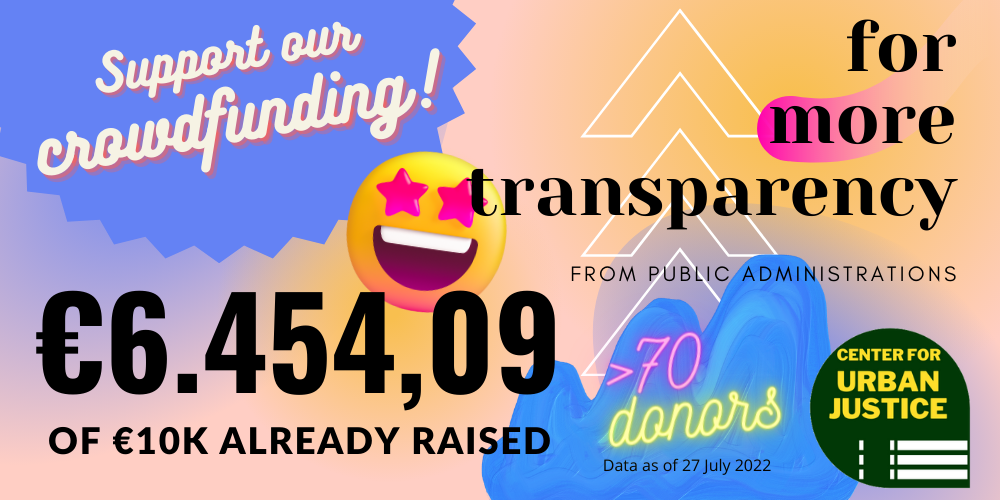 Support our
crowdfunding!
for
more
transparency
FROM PUBLIC ADMINISTRATIONS
€6.454,09
OF €10K ALREADY RAISED
>70
donors
Data as of 27 July 2022
CENTER FOR
URBAN
JUSTICE